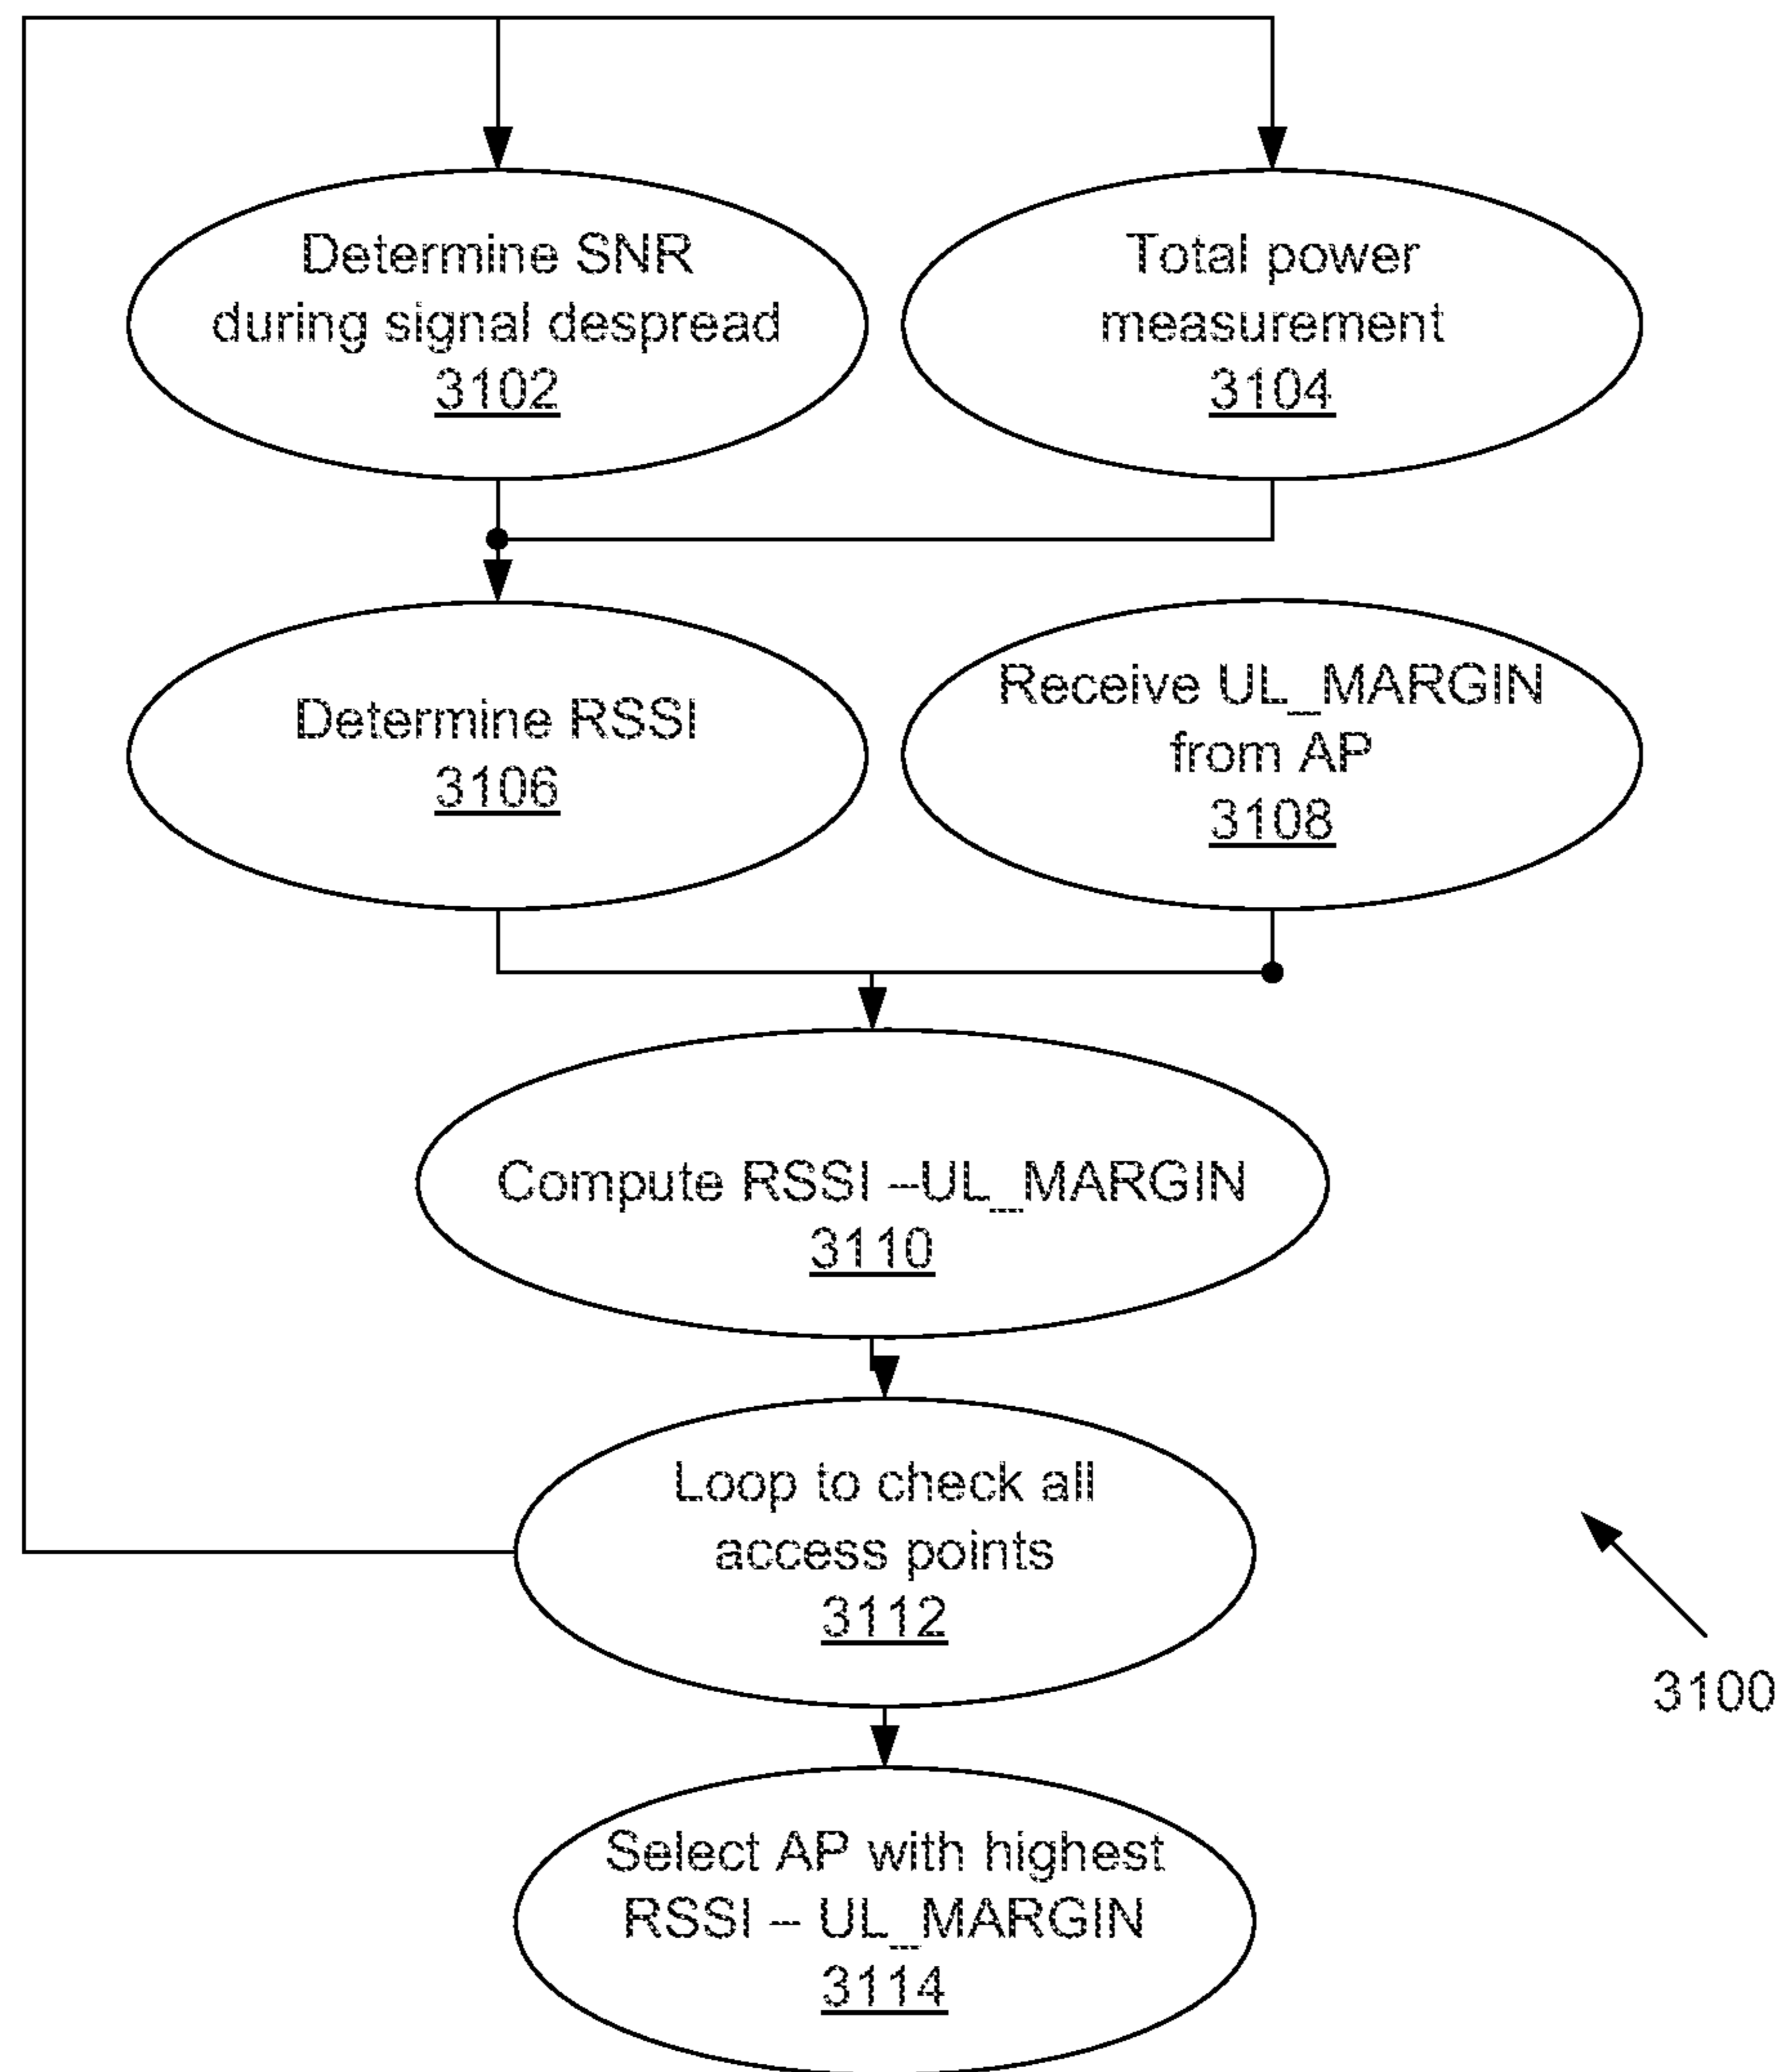 Determine SNR
during signal despread
3102
Total power
measurement
3104
Determine RSSI
3106
Receive UL_MARGIN
from AP
3108
Compute RSSI –UL_MARGIN
3110
Loop to check all
access points
3112
3100
Select AP with highest
RSSI – UL_MARGIN
3114